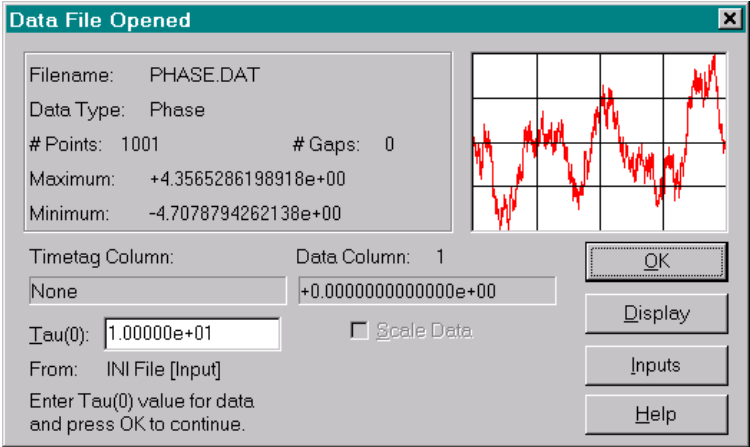 Data File Opened
Filename: PHASE.DAT
Data Type: Phase
# Points: 1001 # Gaps: 0
Maximum: +4.3565286198918e+00
Minimum: -4.7078794262138e+00
Timetag Column: Data Column: 1
None +0.0000000000000e+00
OK
Tau(0): 1.00000e+01 Scale Data
Display
From: INI File [Input]
Inputs
Enter Tau(0) value for data
and press OK to continue.
Help